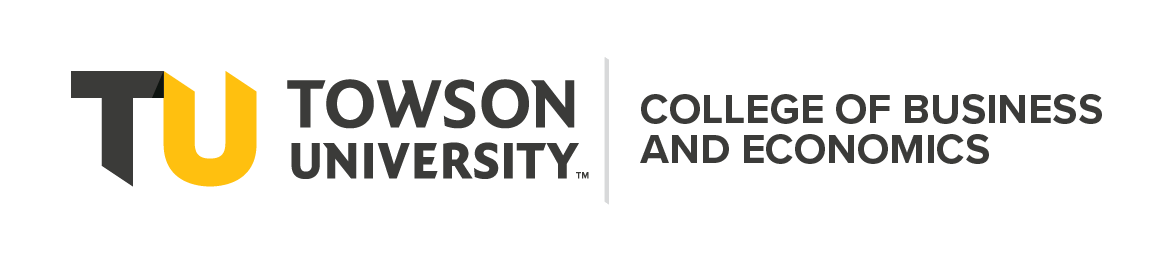 TU
TOWSON
UNIVERSITY™
COLLEGE OF BUSINESS
AND ECONOMICS